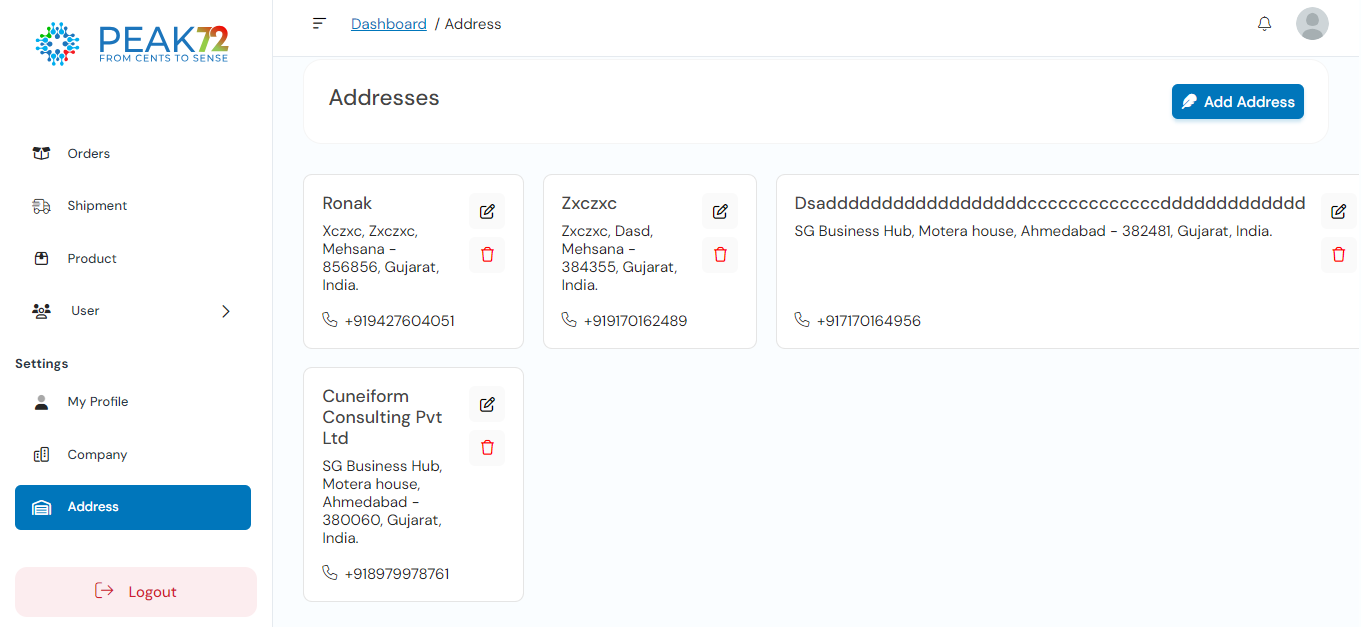 PEAK72
FROM CENTS TO SENSE
Orders
Shipment
Product
User
Settings
My Profile
Company
Address
Logout
Dashboard / Address
Addresses
Add Address
Ronak
Xczxc, Zxczxc,
Mehsana -
856856, Gujarat,
India.
+919427604051
Zxczxc
Zxczxc, Dasd,
Mehsana -
384355, Gujarat,
India.
+919170162489
Dsaddddddddddddddddddcccccccccccccddddddddddddd
SG Business Hub, Motera house, Ahmedabad - 382481, Gujarat, India.
+917170164956
Cuneiform
Consulting Pvt
Ltd
SG Business Hub,
Motera house,
Ahmedabad -
380060, Gujarat,
India.
+918979978761